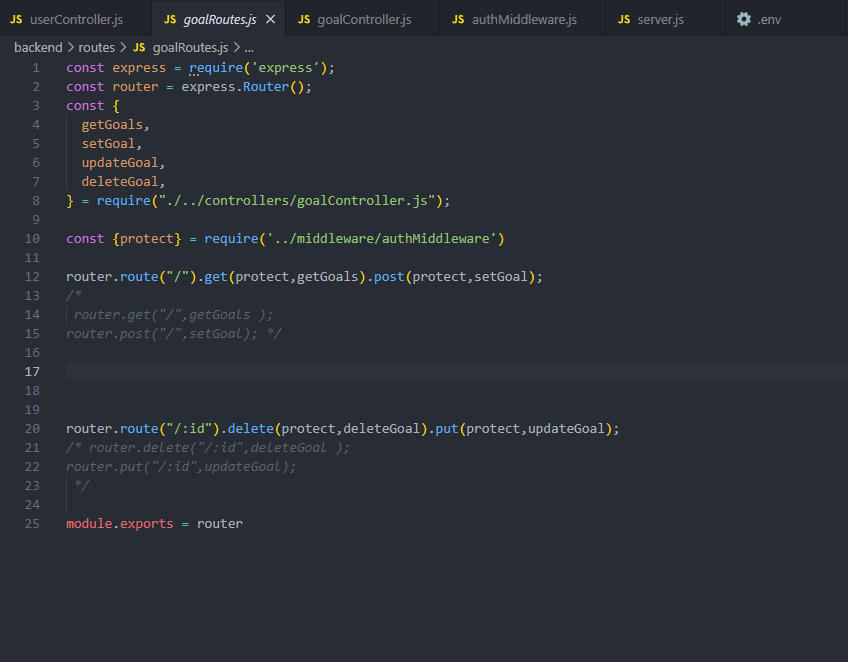 JS userController.js JS goalRoutes.js × JS goalController.js JS authMiddleware.js JS server.js .env
backend > routes > JS goalRoutes.js > ...
1 const express = require('express');
2 const router = express.Router();
3 const {
4 getGoals,
5 setGoal,
6 updateGoal,
7 deleteGoal,
8 } = require("./../controllers/goalController.js");
9
10 const {protect} = require('../middleware/authMiddleware')
11
12 router.route("/").get(protect,getGoals).post(protect,setGoal);
13 /*
14 router.get("/",getGoals );
15 router.post("/",setGoal); */
16
17
18
19
20 router.route("/:id").delete(protect,deleteGoal).put(protect,updateGoal);
21 /* router.delete("/:id",deleteGoal );
22 router.put("/:id",updateGoal);
23 */
24
25 module.exports = router